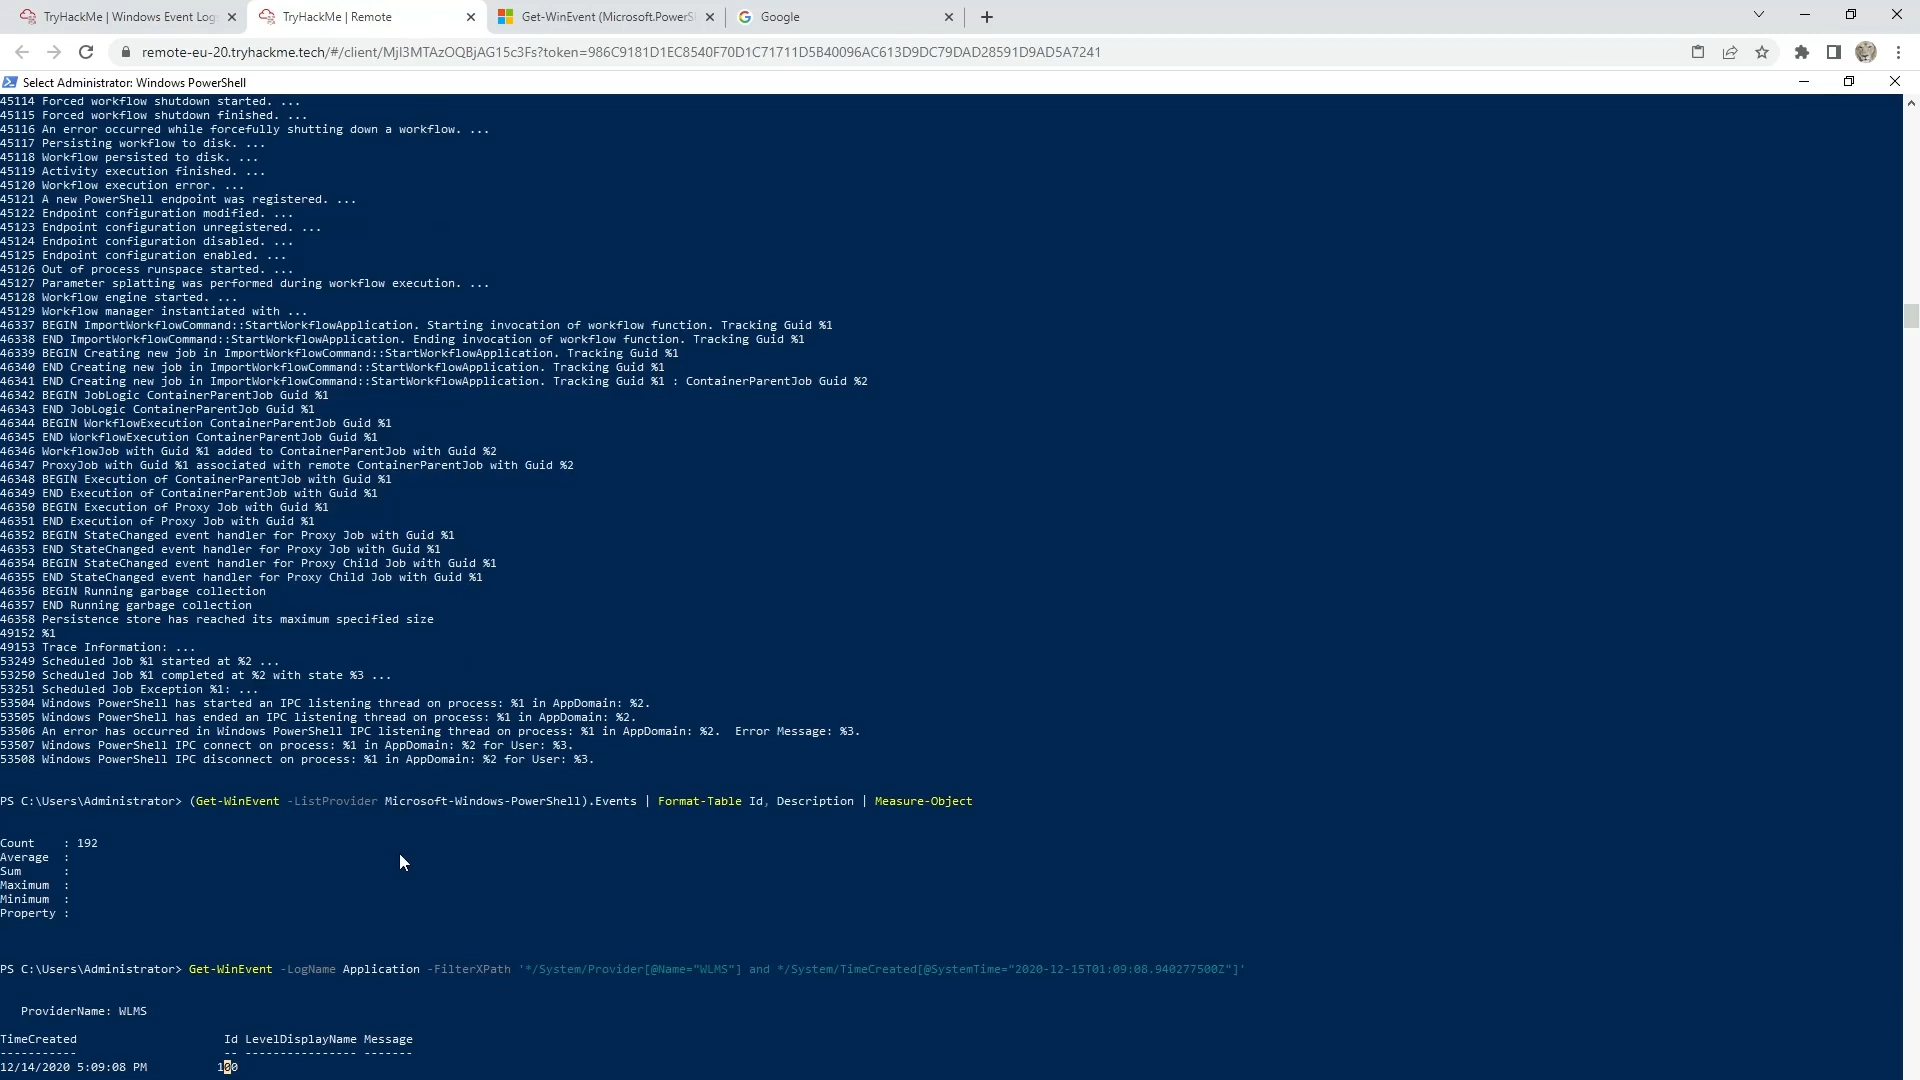 TryHackMe | Windows Event Log
TryHackMe | Remote
Get-WinEvent (Microsoft.PowerS
Google
remote-eu-20.tryhackme.tech/#/client/MjI3MTAzOQBjAG15c3Fs?token=986C9181D1EC8540F70D1C71711D5B40096AC613D9DC79DAD28591D9AD5A7241
Select Administrator: Windows PowerShell
45114 Forced workflow shutdown started. ...
45115 Forced workflow shutdown finished. ...
45116 An error occurred while forcefully shutting down a workflow. ...
45117 Persisting workflow to disk. ...
45118 Workflow persisted to disk. ...
45119 Activity execution finished. ...
45120 Workflow execution error. ...
45121 A new PowerShell endpoint was registered. ...
45122 Endpoint configuration modified. ...
45123 Endpoint configuration unregistered. ...
45124 Endpoint configuration disabled. ...
45125 Endpoint configuration enabled. ...
45126 Out of process runspace started. ...
45127 Parameter splatting was performed during workflow execution. ...
45128 Workflow engine started. ...
45129 Workflow manager instantiated with ...
46337 BEGIN ImportWorkflowCommand::StartWorkflowApplication. Starting invocation of workflow function. Tracking Guid %1
46338 END ImportWorkflowCommand::StartWorkflowApplication. Ending invocation of workflow function. Tracking Guid %1
46339 BEGIN Creating new job in ImportWorkflowCommand::StartWorkflowApplication. Tracking Guid %1
46340 END Creating new job in ImportWorkflowCommand::StartWorkflowApplication. Tracking Guid %1
46341 END Creating new job in ImportWorkflowCommand::StartWorkflowApplication. Tracking Guid %1 : ContainerParentJob Guid %2
46342 BEGIN JobLogic ContainerParentJob Guid %1
46343 END JobLogic ContainerParentJob Guid %1
46344 BEGIN WorkflowExecution ContainerParentJob Guid %1
46345 END WorkflowExecution ContainerParentJob Guid %1
46346 WorkflowJob with Guid %1 added to ContainerParentJob with Guid %2
46347 ProxyJob with Guid %1 associated with remote ContainerParentJob with Guid %2
46348 BEGIN Execution of ContainerParentJob with Guid %1
46349 END Execution of ContainerParentJob with Guid %1
46350 BEGIN Execution of Proxy Job with Guid %1
46351 END Execution of Proxy Job with Guid %1
46352 BEGIN StateChanged event handler for Proxy Job with Guid %1
46353 END StateChanged event handler for Proxy Job with Guid %1
46354 BEGIN StateChanged event handler for Proxy Child Job with Guid %1
46355 END StateChanged event handler for Proxy Child Job with Guid %1
46356 BEGIN Running garbage collection
46357 END Running garbage collection
46358 Persistence store has reached its maximum specified size
49152 %1
49153 Trace Information: ...
53249 Scheduled Job %1 started at %2 ...
53250 Scheduled Job %1 completed at %2 with state %3 ...
53251 Scheduled Job Exception %1: ...
53504 Windows PowerShell has started an IPC listening thread on process: %1 in AppDomain: %2.
53505 Windows PowerShell has ended an IPC listening thread on process: %1 in AppDomain: %2.
53506 An error has occurred in Windows PowerShell IPC listening thread on process: %1 in AppDomain: %2.  Error Message: %3.
53507 Windows PowerShell IPC connect on process: %1 in AppDomain: %2 for User: %3.
53508 Windows PowerShell IPC disconnect on process: %1 in AppDomain: %2 for User: %3.
PS C:\Users\Administrator> (Get-WinEvent -ListProvider Microsoft-Windows-PowerShell).Events | Format-Table Id, Description | Measure-Object
Count    : 192
Average  :
Sum      :
Maximum  :
Minimum  :
Property :
PS C:\Users\Administrator> Get-WinEvent -LogName Application -FilterXPath '*/System/Provider[@Name="WLMS"] and */System/TimeCreated[@SystemTime="2020-12-15T01:09:08.940277500Z"]'
ProviderName: WLMS
TimeCreated Id LevelDisplayName Message
----------- -- ---------------- -------
12/14/2020 5:09:08 PM 100